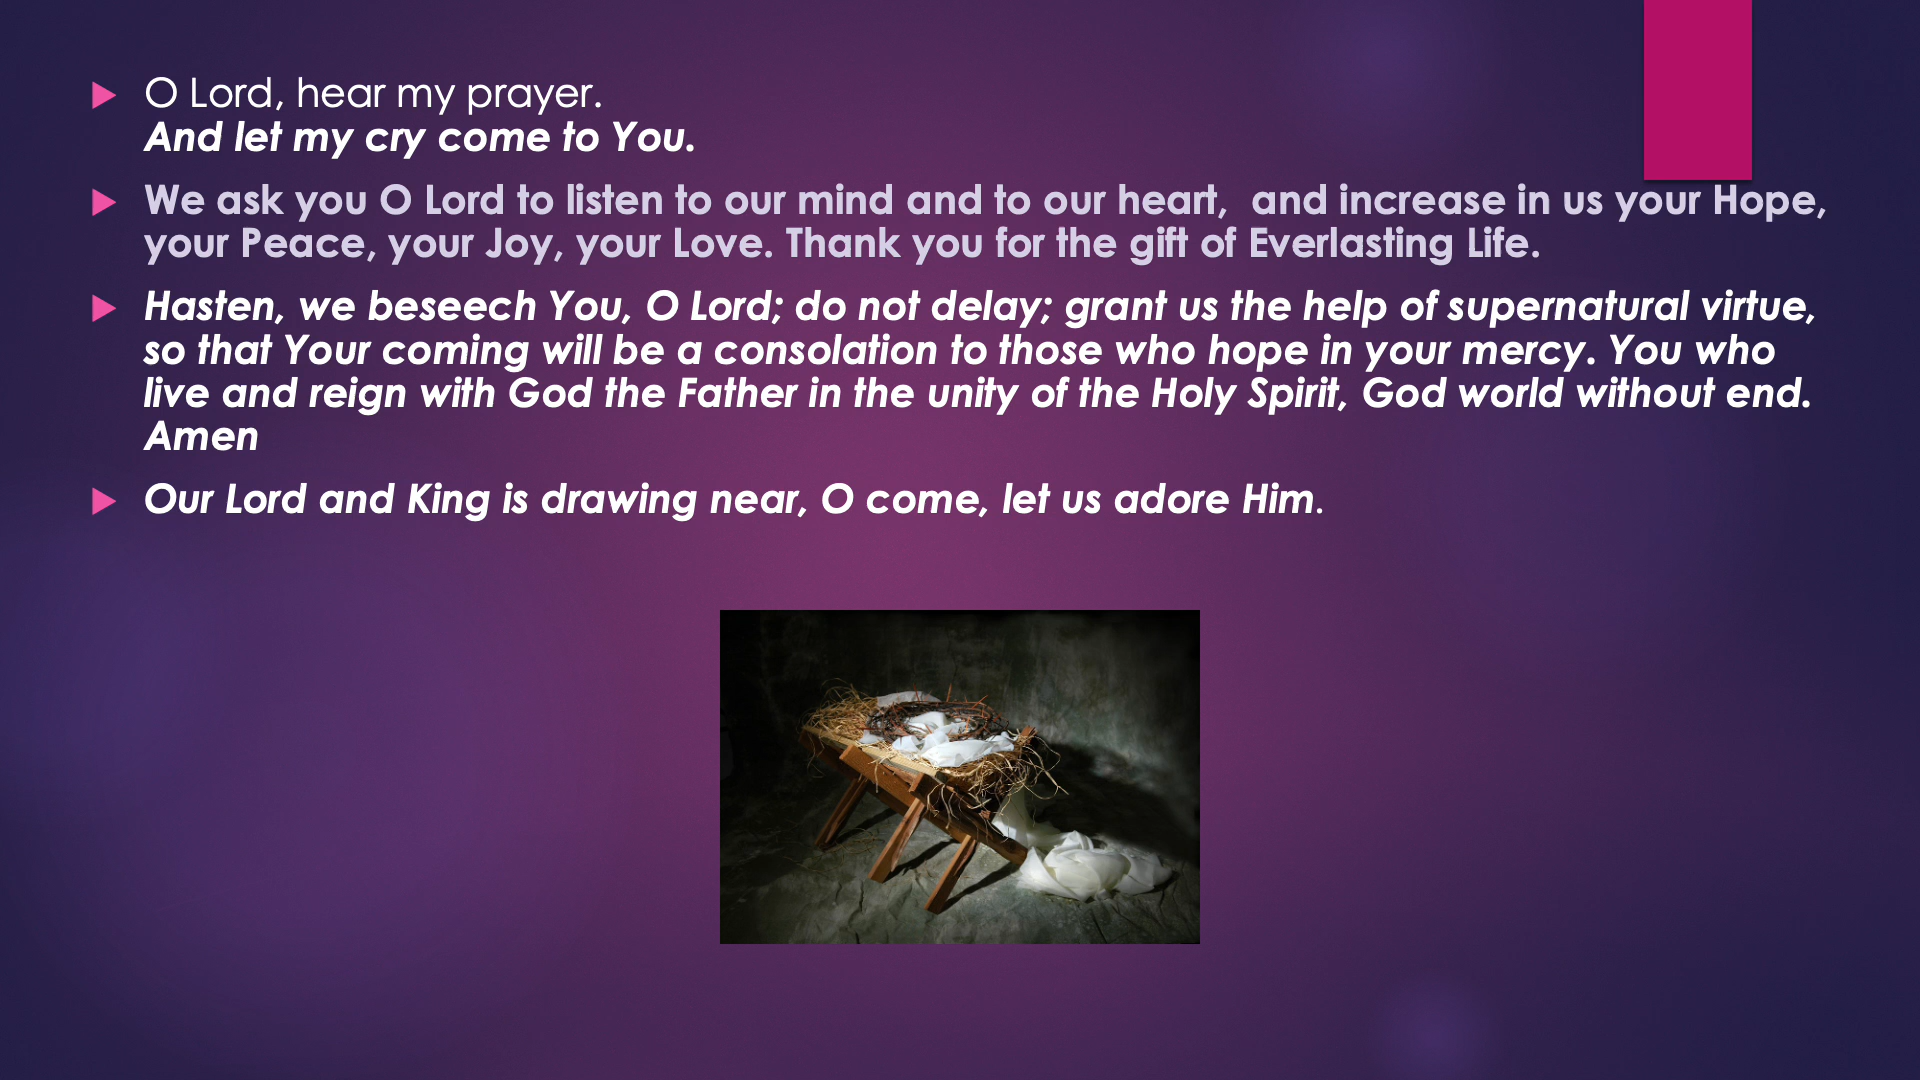 O Lord, hear my prayer.
And let my cry come to You.
We ask you O Lord to listen to our mind and to our heart,  and increase in us your Hope,
your Peace, your Joy, your Love. Thank you for the gift of Everlasting Life.
Hasten, we beseech You, O Lord; do not delay; grant us the help of supernatural virtue,
so that Your coming will be a consolation to those who hope in your mercy. You who
live and reign with God the Father in the unity of the Holy Spirit, God world without end.
Amen
Our Lord and King is drawing near, O come, let us adore Him.